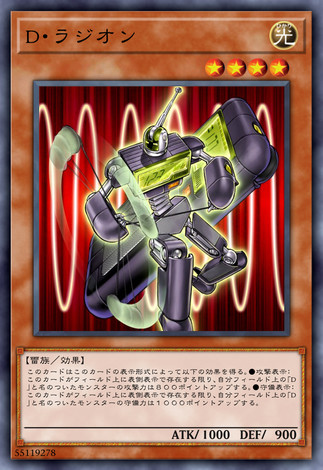 D・ラジオン
光
【雷族／効果】
このカードはこのカードの表示形式によって以下の効果を得る。●攻撃表示：
このカードがフィールド上に表側表示で存在する限り、自分フィールド上の「D
」と名のついたモンスターの攻撃力は８００ポイントアップする。●守備表示：
このカードがフィールド上に表側表示で存在する限り、自分フィールド上の「D
」と名のついたモンスターの守備力は１０００ポイントアップする。
ATK/ 1000 DEF/ 900
55119278